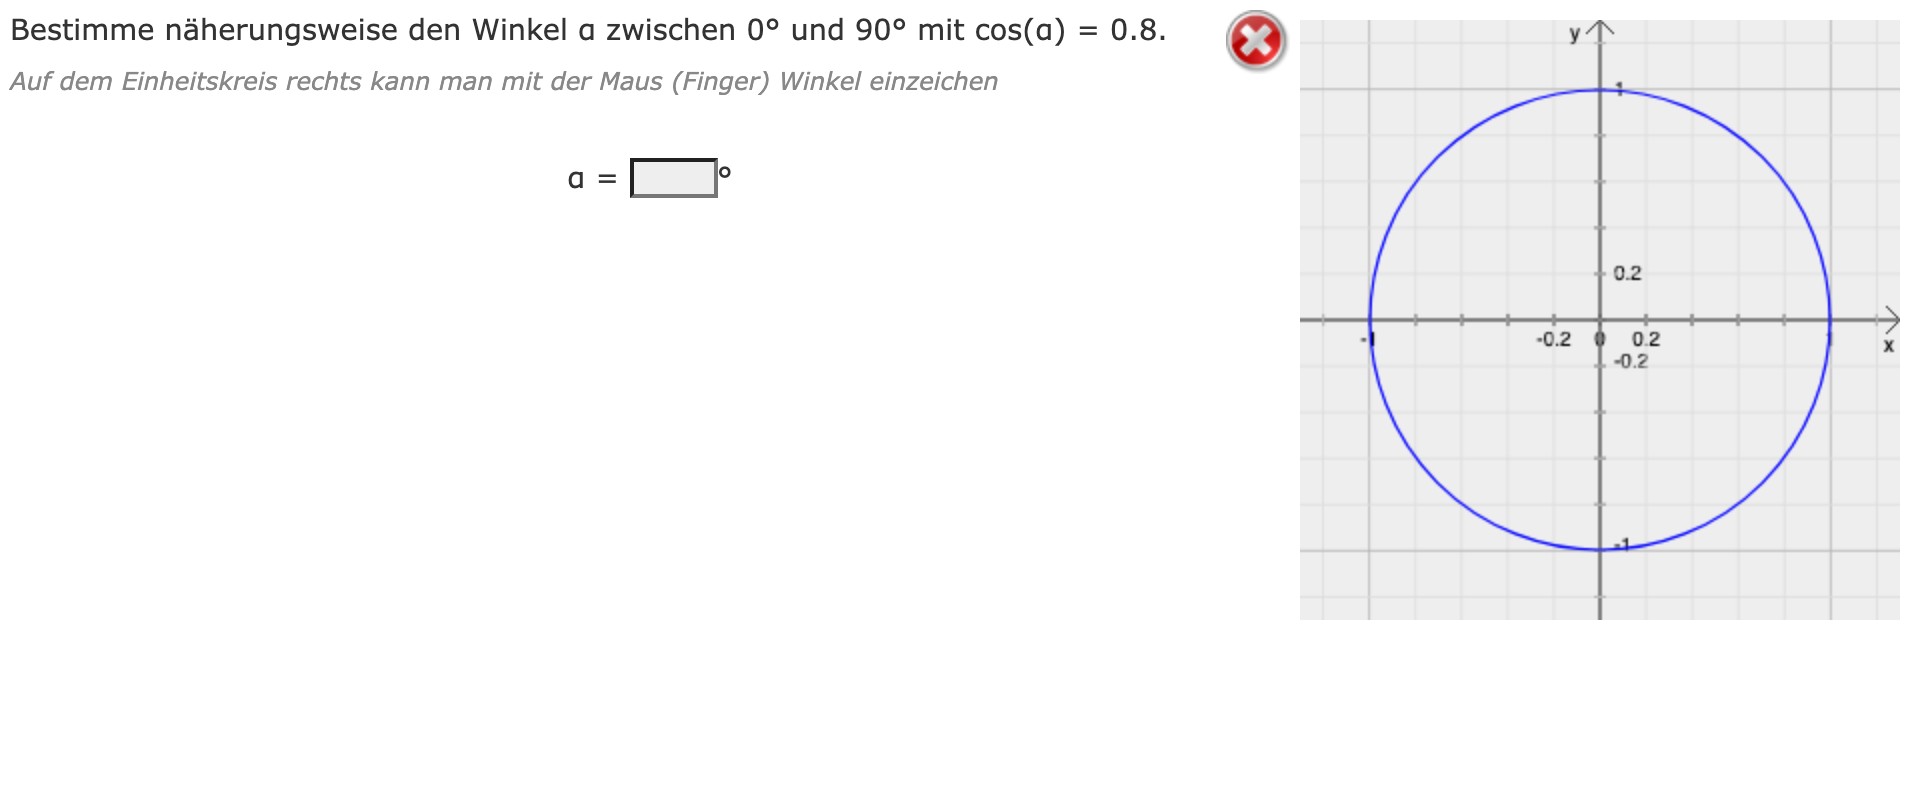 Bestimme näherungsweise den Winkel α zwischen 0° und 90° mit cos(α) = 0.8.
Auf dem Einheitskreis rechts kann man mit der Maus (Finger) Winkel einzeichen
α = °
y
1
0.2
-1 -0.2 0 0.2 1
x
-0.2
-1